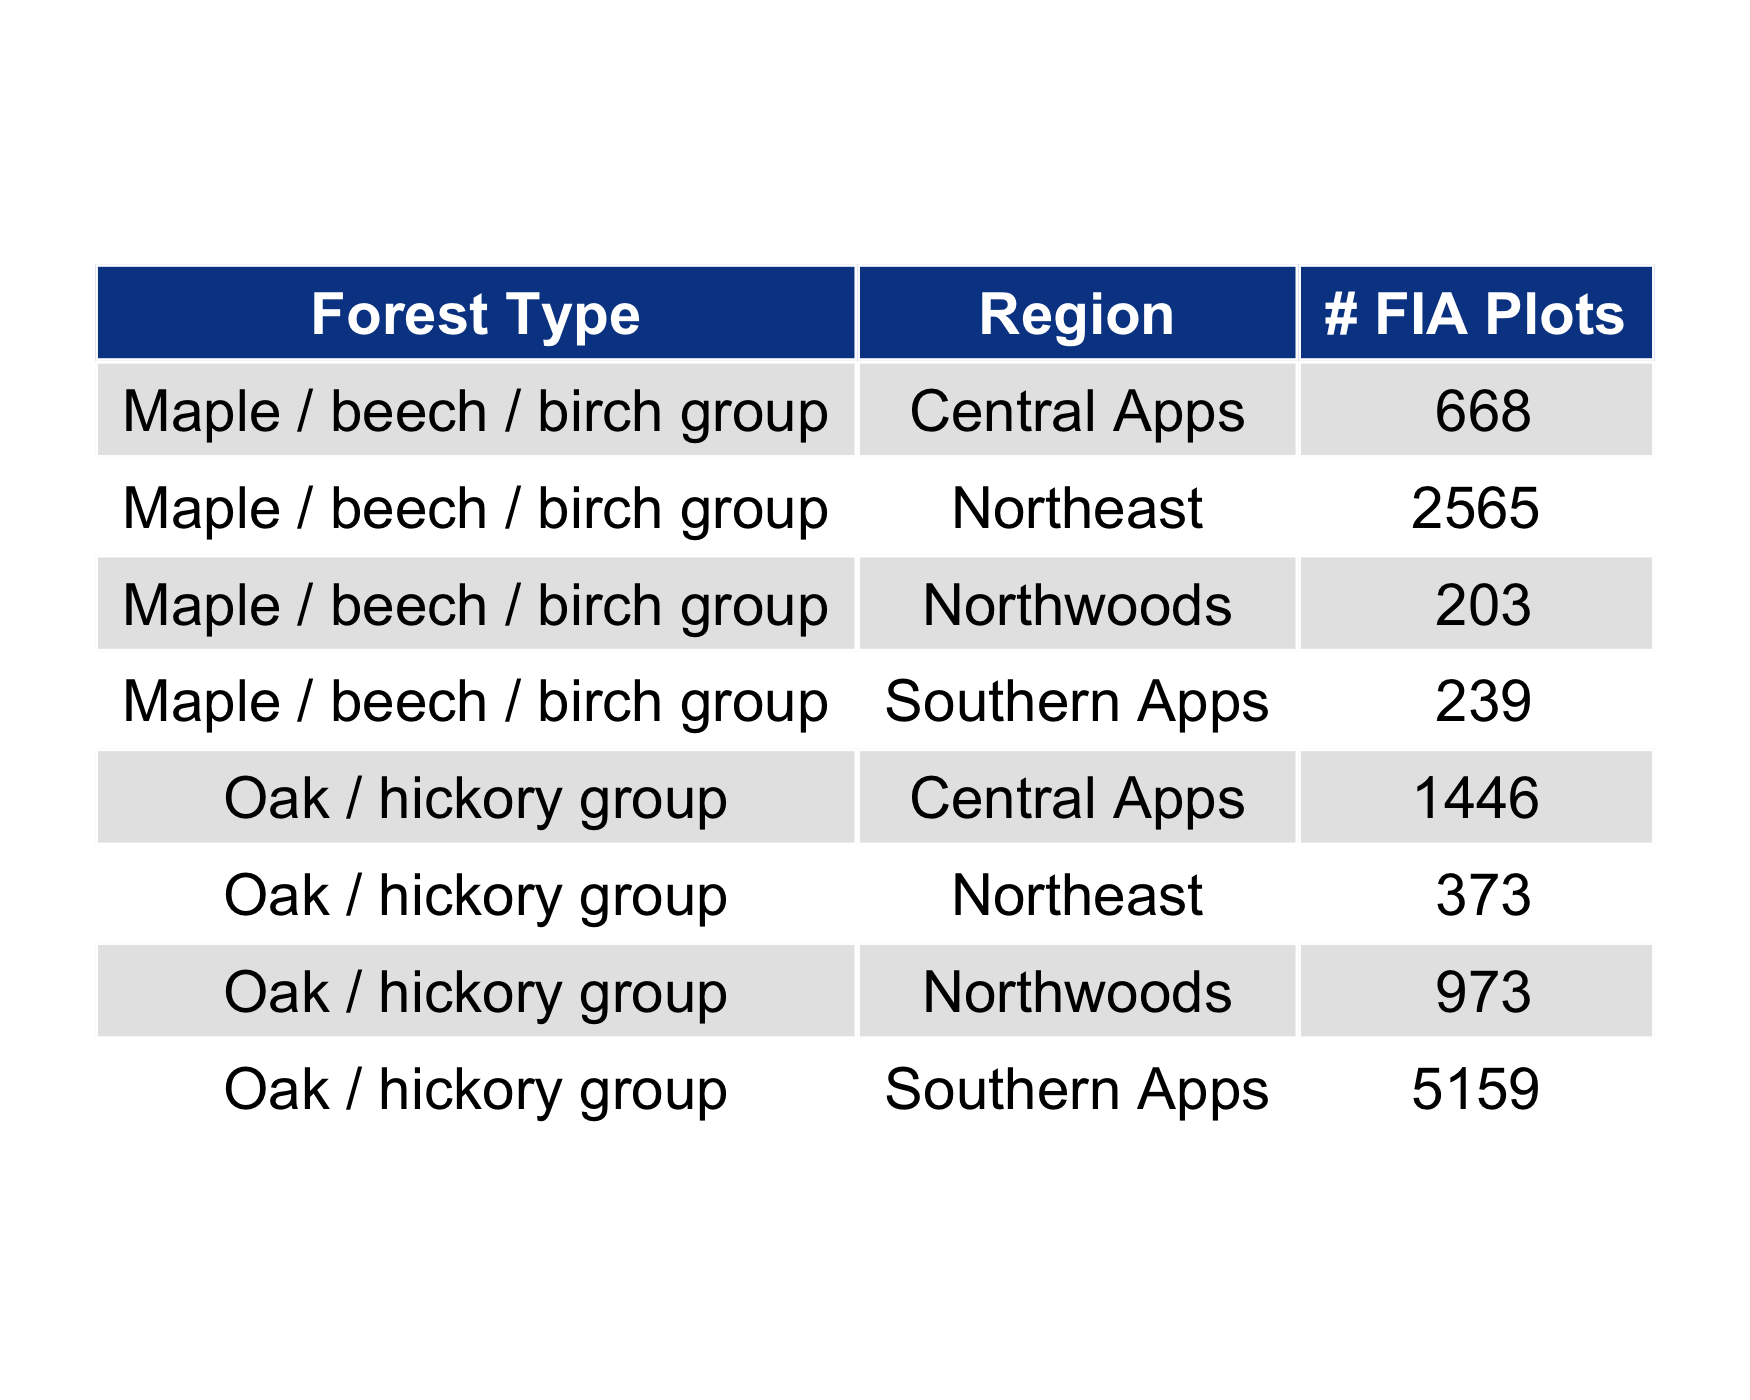 Forest Type Region # FIA Plots
Maple / beech / birch group Central Apps 668
Maple / beech / birch group Northeast 2565
Maple / beech / birch group Northwoods 203
Maple / beech / birch group Southern Apps 239
Oak / hickory group Central Apps 1446
Oak / hickory group Northeast 373
Oak / hickory group Northwoods 973
Oak / hickory group Southern Apps 5159